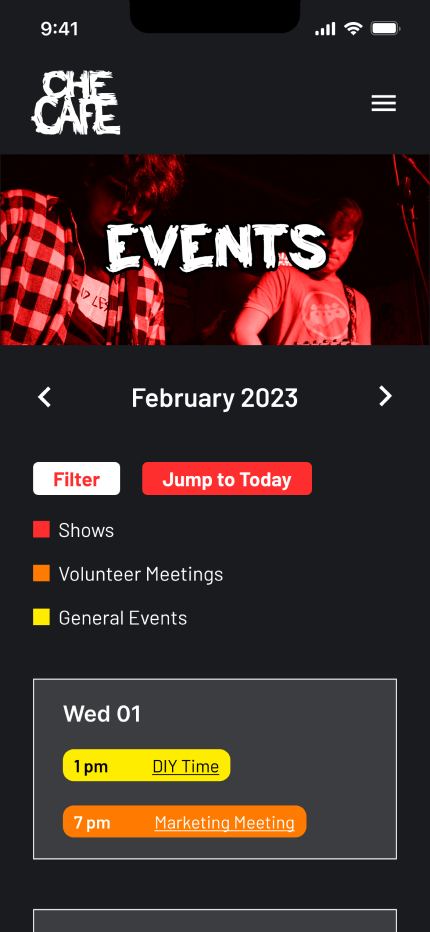 9:41
CHE
CAFE
EVENTS
February 2023
Filter
Jump to Today
Shows
Volunteer Meetings
General Events
Wed 01
1 pm DIY Time
7 pm Marketing Meeting